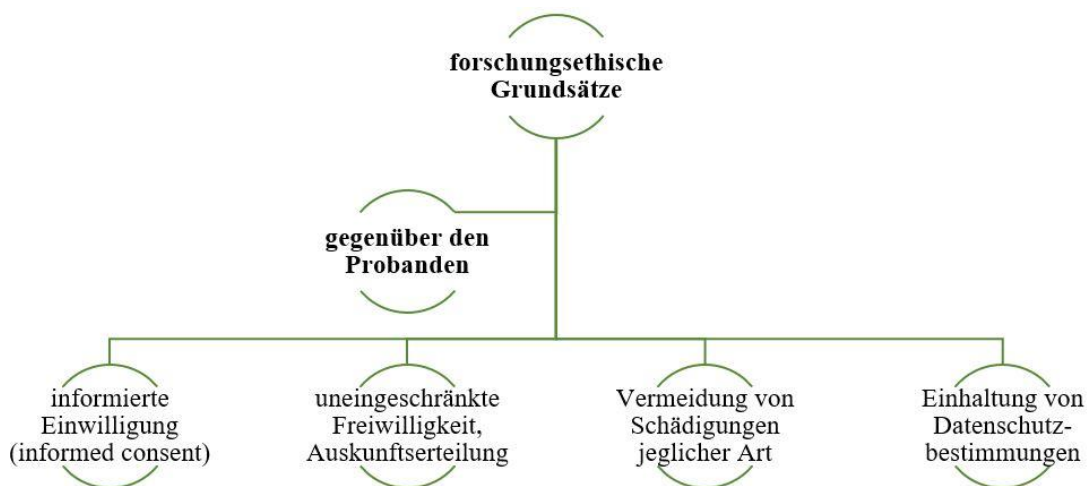 forschungsethische
Grundsätze
gegenüber den
Probanden
informierte
Einwilligung
(informed consent)
uneingeschränkte
Freiwilligkeit,
Auskunftserteilung
Vermeidung von
Schädigungen
jeglicher Art
Einhaltung von
Datenschutz-
bestimmungen